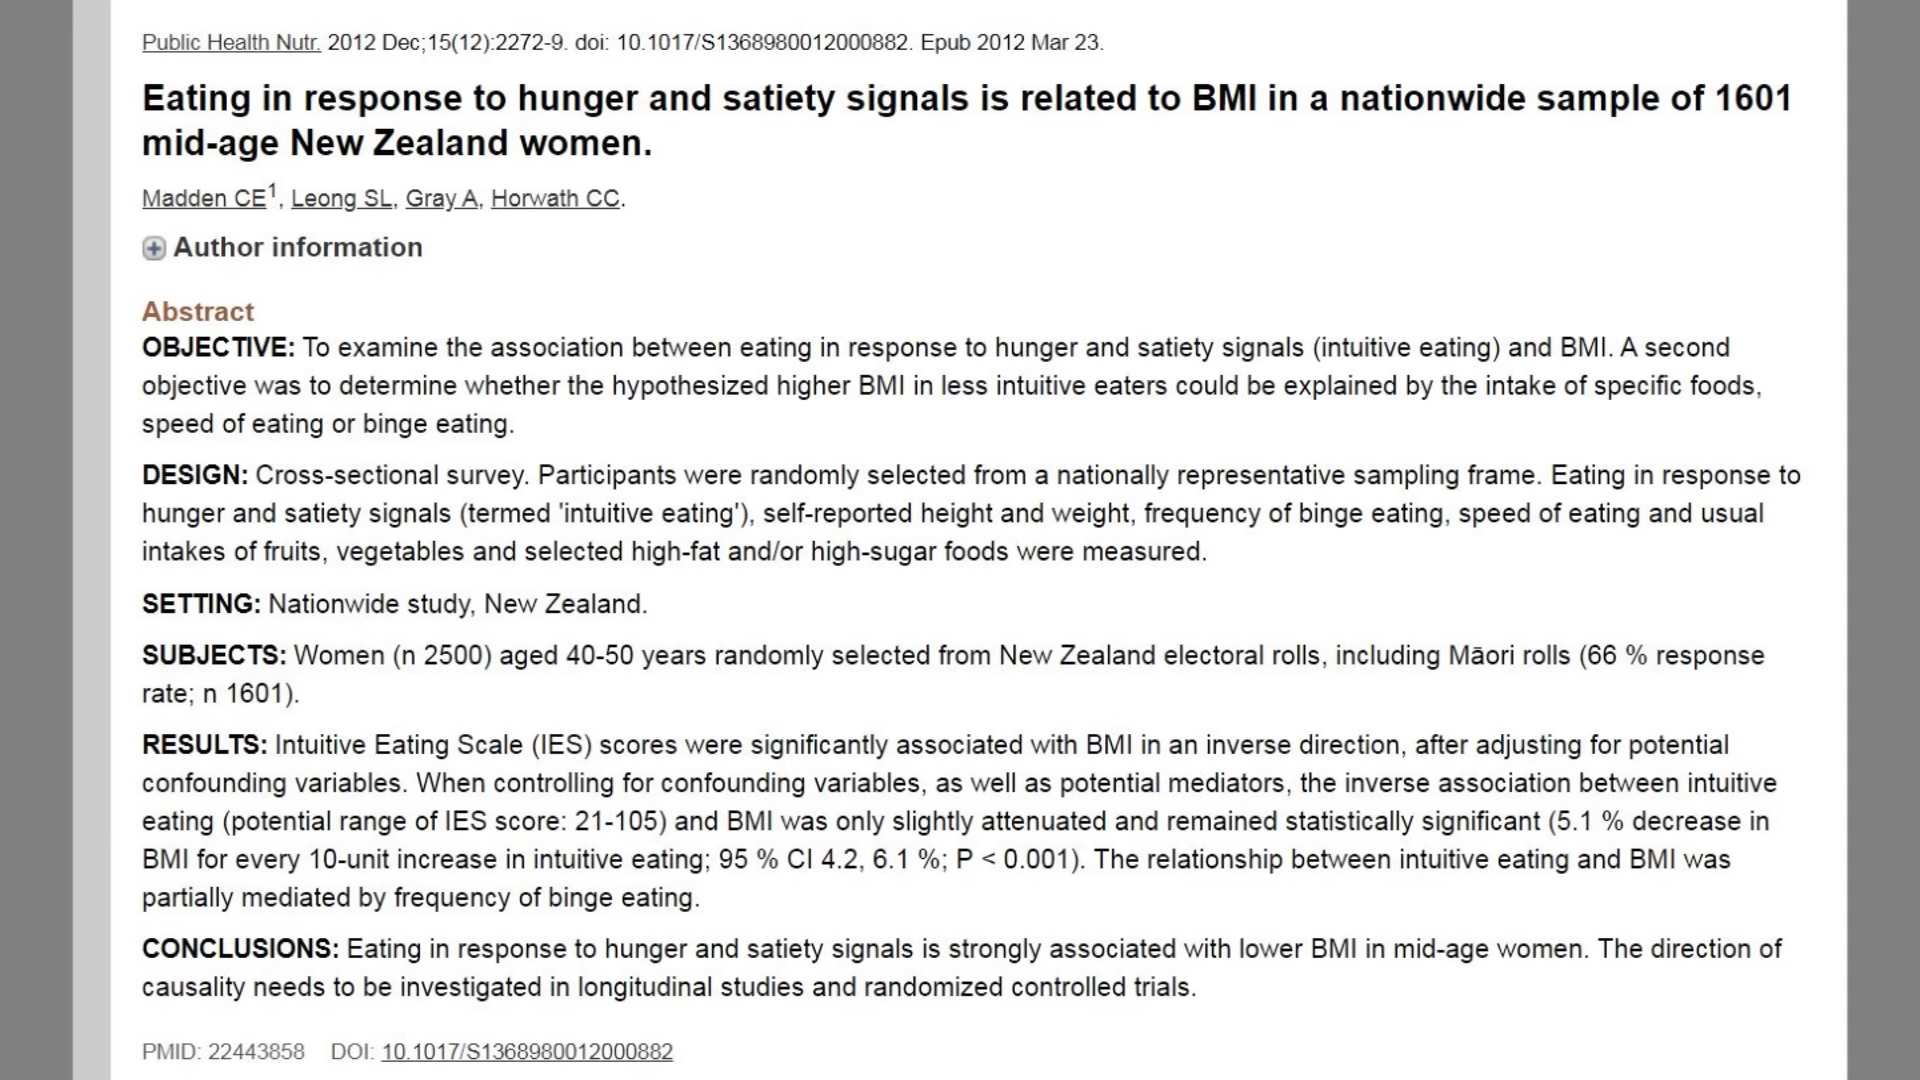 Public Health Nutr. 2012 Dec;15(12):2272-9. doi: 10.1017/S1368980012000882. Epub 2012 Mar 23.
Eating in response to hunger and satiety signals is related to BMI in a nationwide sample of 1601
mid-age New Zealand women.
Madden CE1, Leong SL, Gray A, Horwath CC.
Author information
Abstract
OBJECTIVE: To examine the association between eating in response to hunger and satiety signals (intuitive eating) and BMI. A second
objective was to determine whether the hypothesized higher BMI in less intuitive eaters could be explained by the intake of specific foods,
speed of eating or binge eating.
DESIGN: Cross-sectional survey. Participants were randomly selected from a nationally representative sampling frame. Eating in response to
hunger and satiety signals (termed 'intuitive eating'), self-reported height and weight, frequency of binge eating, speed of eating and usual
intakes of fruits, vegetables and selected high-fat and/or high-sugar foods were measured.
SETTING: Nationwide study, New Zealand.
SUBJECTS: Women (n 2500) aged 40-50 years randomly selected from New Zealand electoral rolls, including Māori rolls (66 % response
rate; n 1601).
RESULTS: Intuitive Eating Scale (IES) scores were significantly associated with BMI in an inverse direction, after adjusting for potential
confounding variables. When controlling for confounding variables, as well as potential mediators, the inverse association between intuitive
eating (potential range of IES score: 21-105) and BMI was only slightly attenuated and remained statistically significant (5.1 % decrease in
BMI for every 10-unit increase in intuitive eating; 95 % CI 4.2, 6.1 %; P < 0.001). The relationship between intuitive eating and BMI was
partially mediated by frequency of binge eating.
CONCLUSIONS: Eating in response to hunger and satiety signals is strongly associated with lower BMI in mid-age women. The direction of
causality needs to be investigated in longitudinal studies and randomized controlled trials.
PMID: 22443858 DOI: 10.1017/S1368980012000882